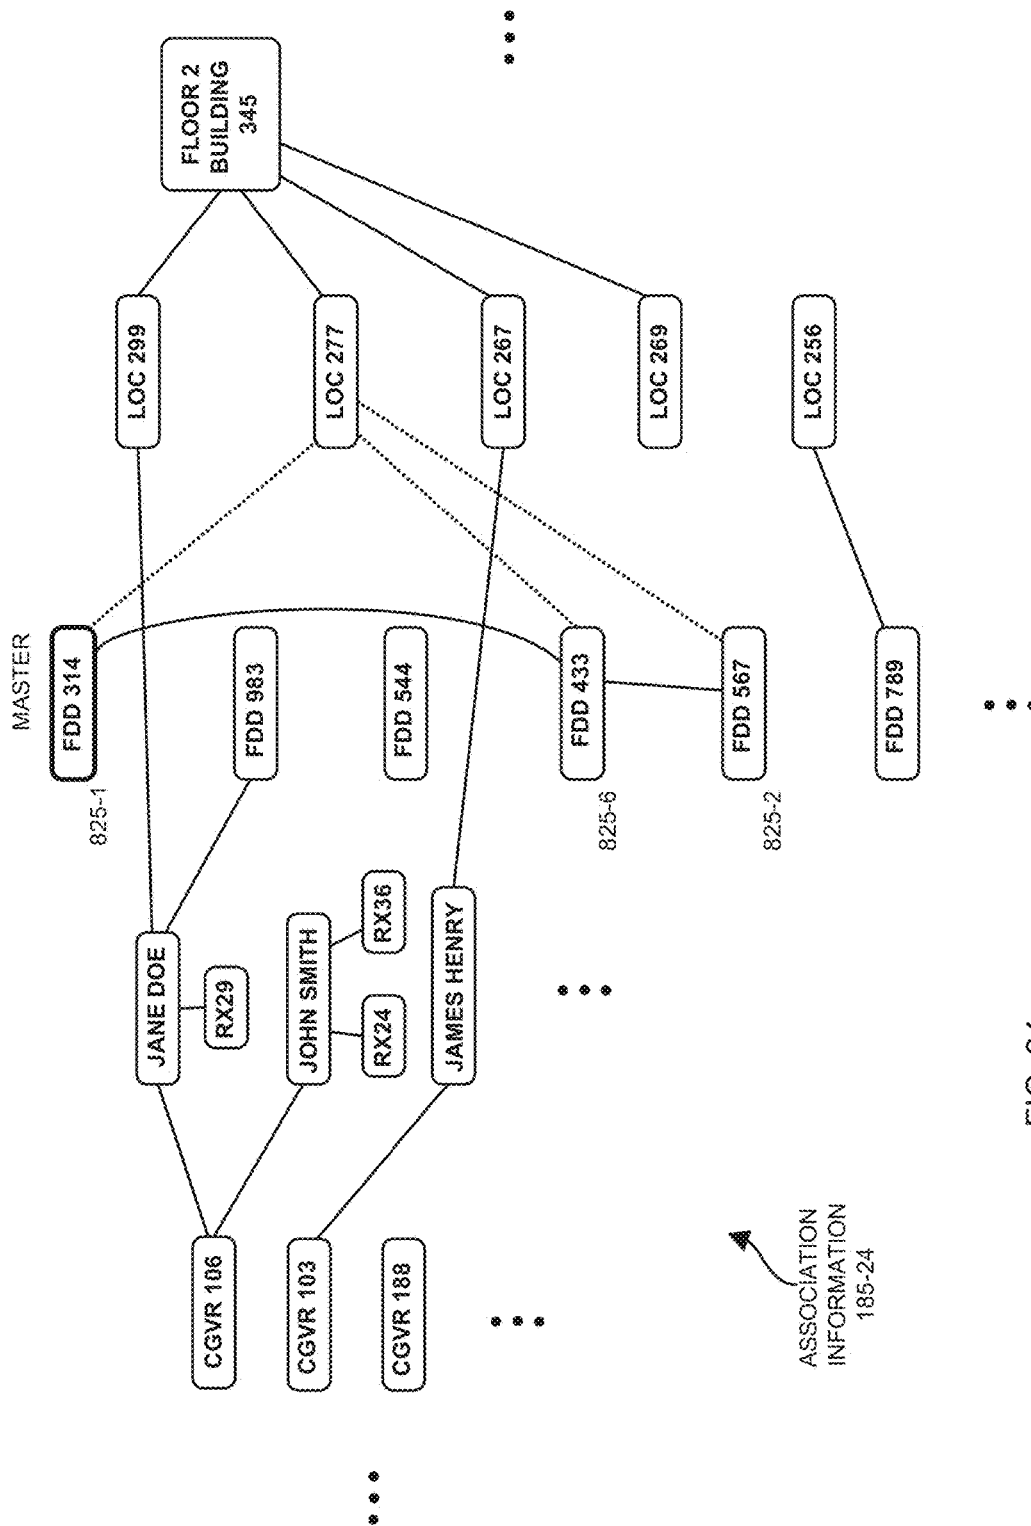 CGVR 106
CGVR 103
CGVR 188
JANE DOE
RX29
JOHN SMITH
RX24
RX36
JAMES HENRY
MASTER
FDD 314
825-1
FDD 983
FDD 544
FDD 433
825-6
FDD 567
825-2
FDD 789
LOC 299
LOC 277
LOC 267
LOC 269
LOC 256
FLOOR 2
BUILDING
345
ASSOCIATION
INFORMATION
185-24
FIG.